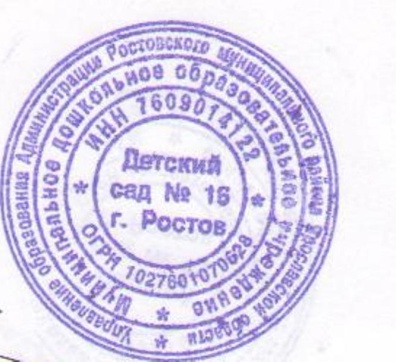 Управление образования Администрации Ростовского муниципального района Ярославской области *
Муниципальное дошкольное образовательное учреждение *
* ИНН 7609014122 *
ОГРН 1027601070628
Детский
сад № 16
г. Ростов